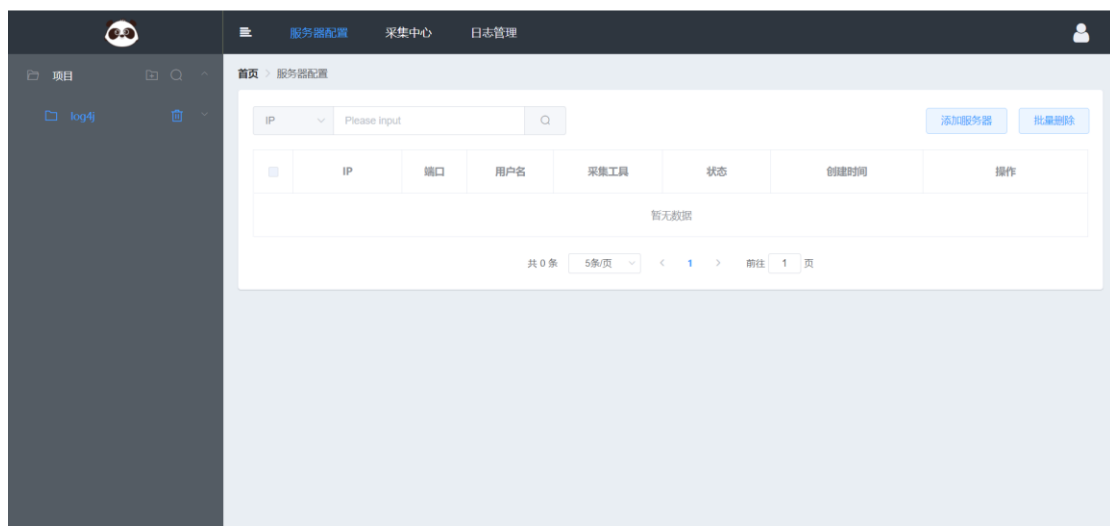 服务器配置 采集中心 日志管理
项目
首页 > 服务器配置
log4j
IP Please input 添加服务器 批量删除
IP 端口 用户名 采集工具 状态 创建时间 操作
暂无数据
共 0 条 5条/页 < 1 > 前往 1 页